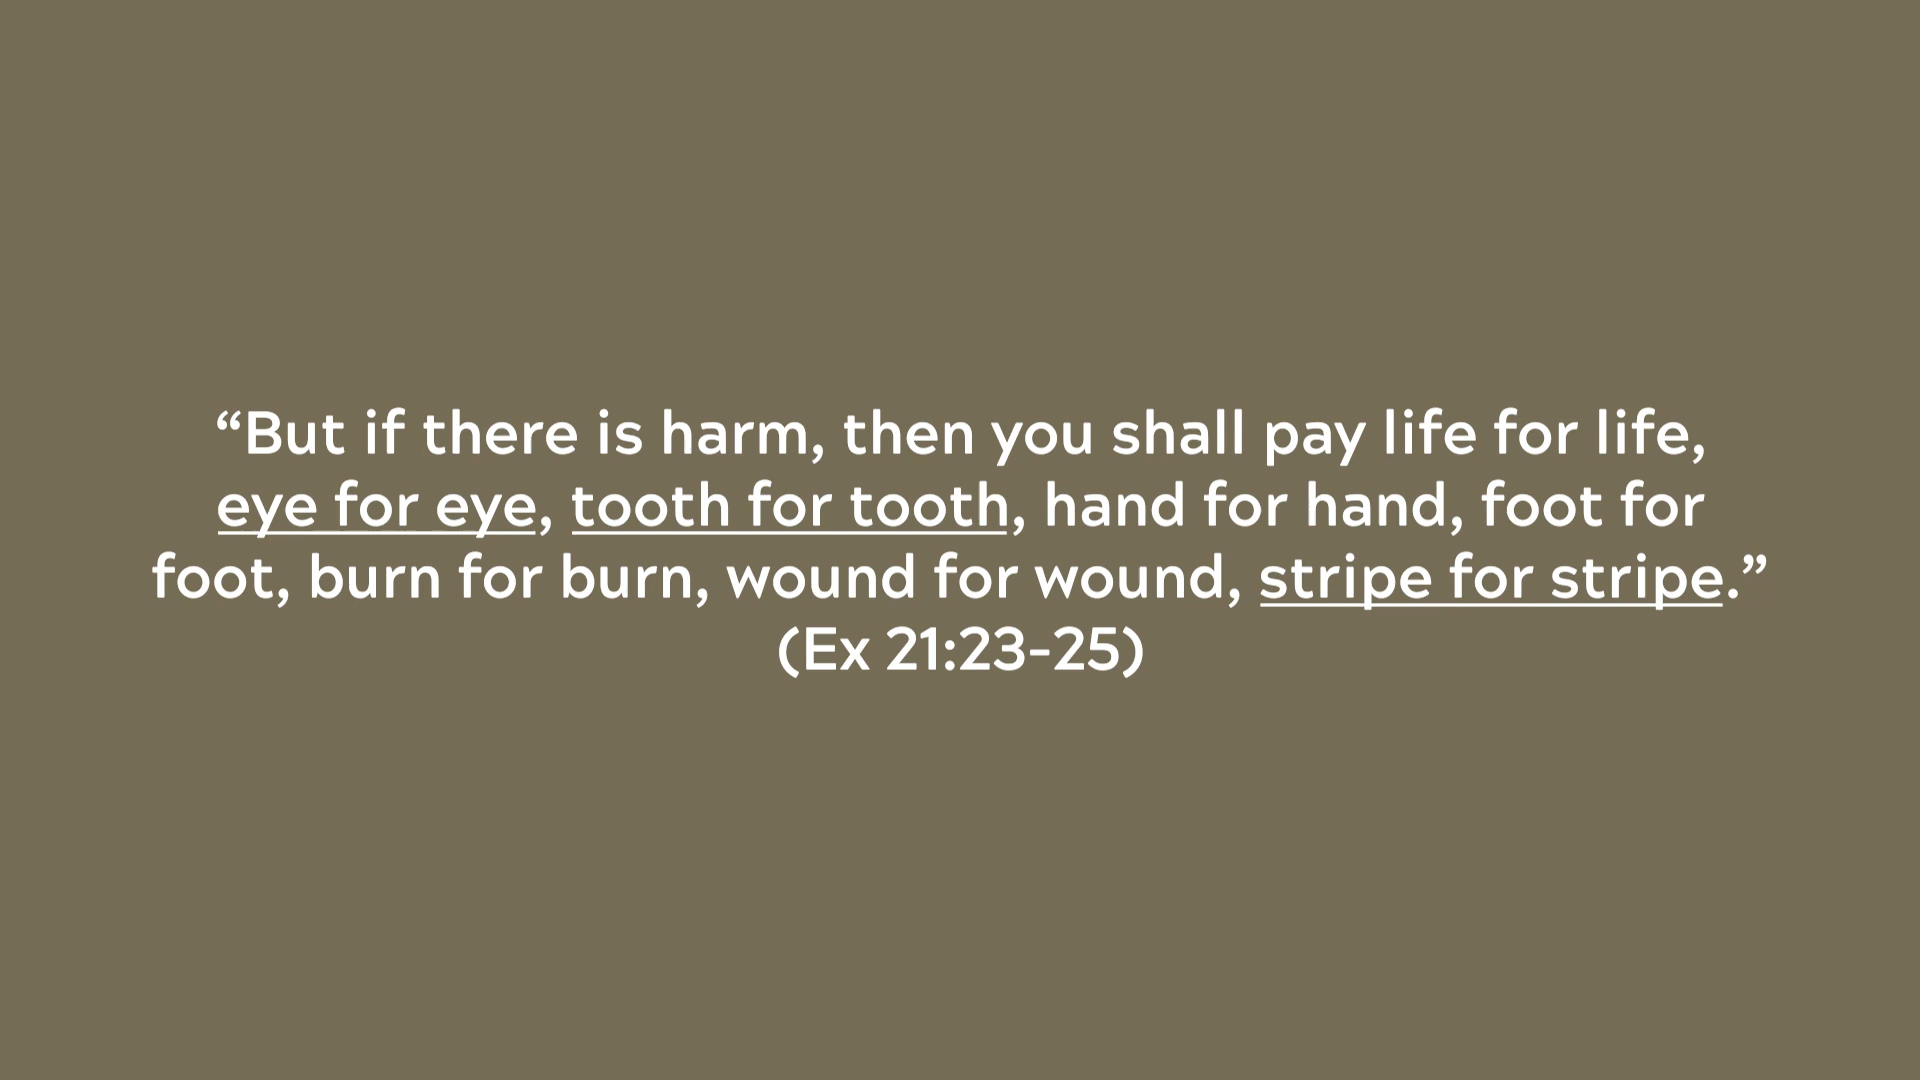 “But if there is harm, then you shall pay life for life,
eye for eye, tooth for tooth, hand for hand, foot for
foot, burn for burn, wound for wound, stripe for stripe.”
(Ex 21:23-25)